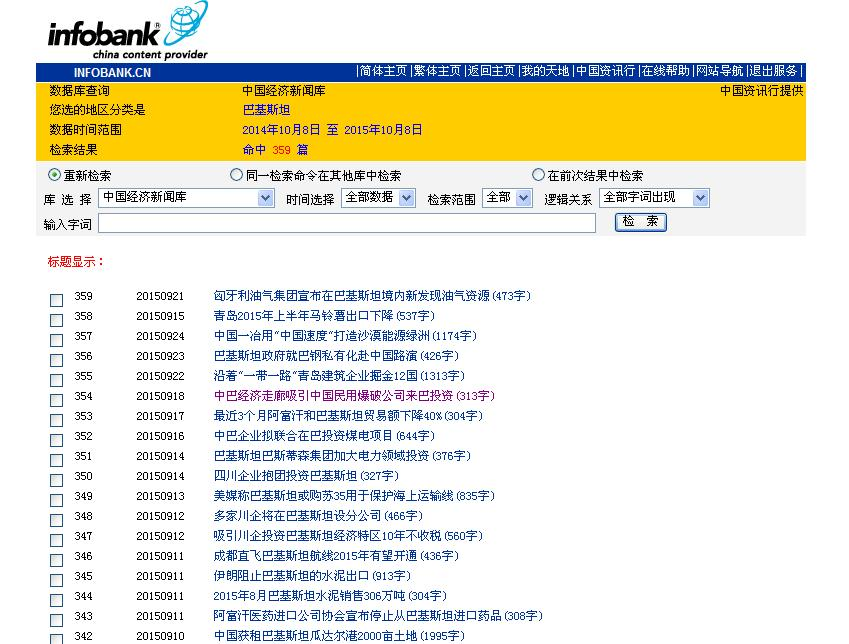 infobank®
china content provider
INFOBANK.CN |简体主页|繁体主页|返回主页|我的天地|中国资讯行|在线帮助|网站导航|退出服务|
数据库查询 中国经济新闻库 中国资讯行提供
您选的地区分类是 巴基斯坦
数据时间范围 2014年10月8日 至 2015年10月8日
检索结果 命中 359 篇
重新检索 同一检索命令在其他库中检索 在前次结果中检索
库 选 择 中国经济新闻库 时间选择 全部数据 检索范围 全部 逻辑关系 全部字词出现
输入字词 检 索
标题显示：
359 20150921 匈牙利油气集团宣布在巴基斯坦境内新发现油气资源(473字)
358 20150915 青岛2015年上半年马铃薯出口下降(537字)
357 20150924 中国一冶用“中国速度”打造沙漠能源绿洲(1174字)
356 20150923 巴基斯坦政府就巴钢私有化赴中国路演(426字)
355 20150922 沿着“一带一路”青岛建筑企业掘金12国(1313字)
354 20150918 中巴经济走廊吸引中国民用爆破公司来巴投资(313字)
353 20150917 最近3个月阿富汗和巴基斯坦贸易额下降40%(304字)
352 20150916 中巴企业拟联合在巴投资煤电项目(644字)
351 20150914 巴基斯坦巴斯蒂森集团加大电力领域投资(376字)
350 20150914 四川企业抱团投资巴基斯坦(327字)
349 20150913 美媒称巴基斯坦或购苏35用于保护海上运输线(835字)
348 20150912 多家川企将在巴基斯坦设分公司(466字)
347 20150912 吸引川企投资巴基斯坦经济特区10年不收税(560字)
346 20150911 成都直飞巴基斯坦航线2015年有望开通(436字)
345 20150911 伊朗阻止巴基斯坦的水泥出口(913字)
344 20150911 2015年8月巴基斯坦水泥销售306万吨(304字)
343 20150911 阿富汗医药进口公司协会宣布停止从巴基斯坦进口药品(308字)
342 20150910 中国获租巴基斯坦瓜达尔港2000亩土地(1995字)